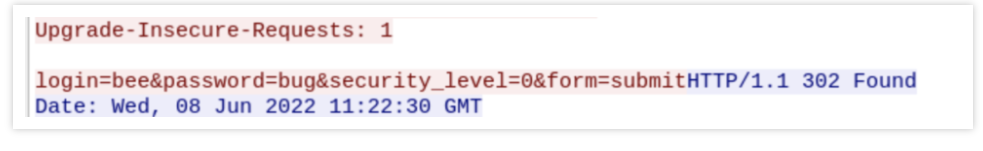 Upgrade-Insecure-Requests: 1
login=bee&password=bug&security_level=0&form=submitHTTP/1.1 302 Found
Date: Wed, 08 Jun 2022 11:22:30 GMT